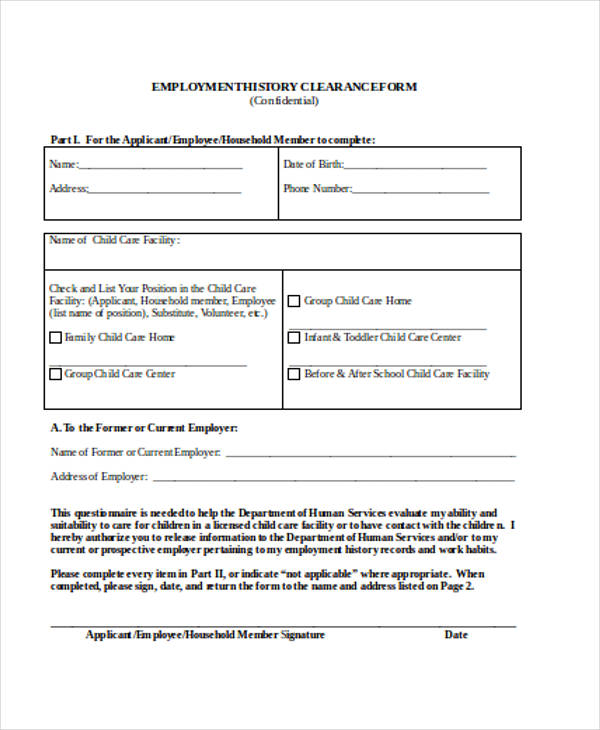 EMPLOYMENT HISTORY CLEARANCE FORM
(Confidential)
Part I. For the Applicant/Employee/Household Member to complete:
Name:____________________________ Date of Birth:_________________________
Address:___________________________ Phone Number:________________________
Name of Child Care Facility:
Check and List Your Position in the Child Care
Facility: (Applicant, Household member, Employee
(list name of position), Substitute, Volunteer, etc.)
Family Child Care Home
Group Child Care Center
Group Child Care Home
Infant & Toddler Child Care Center
Before & After School Child Care Facility
A. To the Former or Current Employer:
Name of Former or Current Employer: ____________________________________________
Address of Employer: ____________________________________________________________
This questionnaire is needed to help the Department of Human Services evaluate my ability and
suitability to care for children in a licensed child care facility or to have contact with the children. I
hereby authorize you to release information to the Department of Human Services and/or to my
current or prospective employer pertaining to my employment history records and work habits.
Please complete every item in Part II, or indicate “not applicable” where appropriate. When
completed, please sign, date, and return the form to the name and address listed on Page 2.
Applicant/Employee/Household Member Signature Date